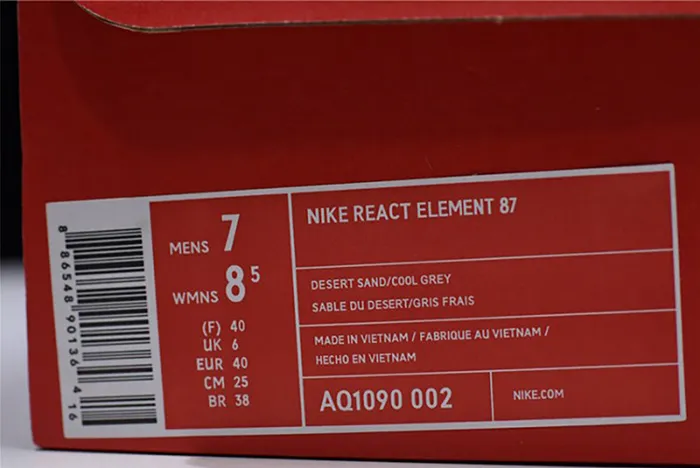 8 86548 90136 4 16
MENS 7
WMNS 8 5
(F) 40
UK 6
EUR 40
CM 25
BR 38
NIKE REACT ELEMENT 87
DESERT SAND/COOL GREY
SABLE DU DESERT/GRIS FRAIS
MADE IN VIETNAM / FABRIQUE AU VIETNAM /
HECHO EN VIETNAM
AQ1090 002
NIKE.COM